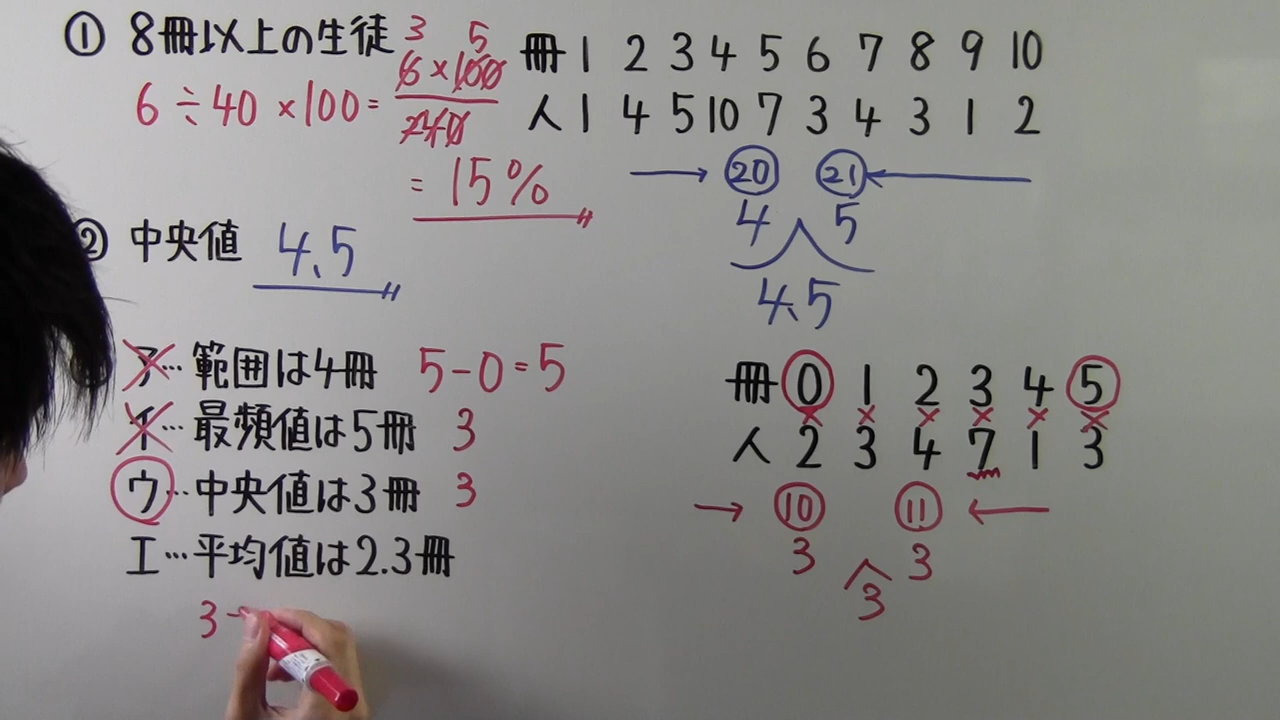 ① 8冊以上の生徒
6÷40×100= 6×100/240 3 5
= 15%
冊 1 2 3 4 5 6 7 8 9 10
人 1 4 5 10 7 3 4 3 1 2
→ ⑳ ㉑ ←
4 5
4.5
② 中央値 4.5
ア…範囲は4冊 5-0=5
イ…最頻値は5冊 3
ウ…中央値は3冊 3
エ…平均値は2.3冊
3
冊 0 1 2 3 4 5
× × × × × ×
人 2 3 4 7 1 3
→ ⑩ ⑪ ←
3 3
3